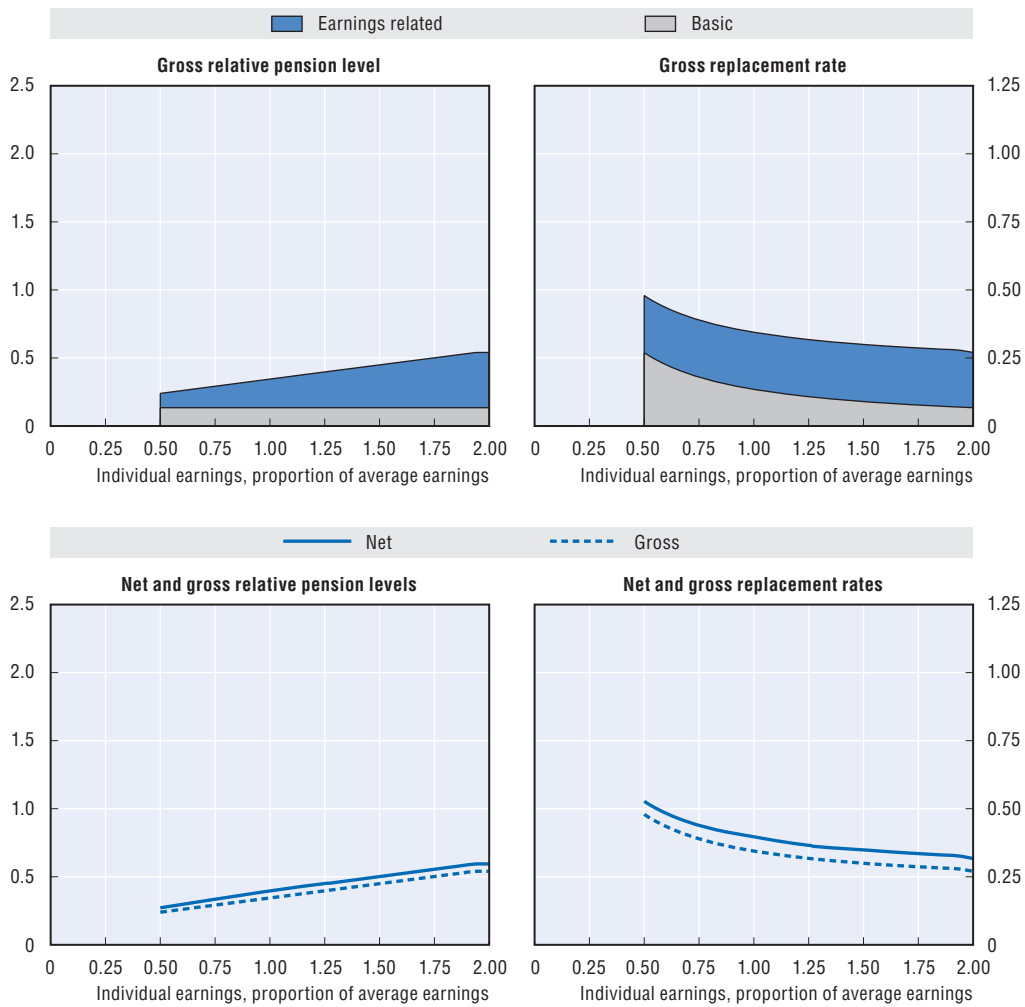 Earnings related Basic
Gross relative pension level
2.5
2.0
1.5
1.0
0.5
0
0 0.25 0.50 0.75 1.00 1.25 1.50 1.75 2.00
Individual earnings, proportion of average earnings
Gross replacement rate
1.25
1.00
0.75
0.50
0.25
0
0 0.25 0.50 0.75 1.00 1.25 1.50 1.75 2.00
Individual earnings, proportion of average earnings
Net Gross
Net and gross relative pension levels
2.5
2.0
1.5
1.0
0.5
0
0 0.25 0.50 0.75 1.00 1.25 1.50 1.75 2.00
Individual earnings, proportion of average earnings
Net and gross replacement rates
1.25
1.00
0.75
0.50
0.25
0
0 0.25 0.50 0.75 1.00 1.25 1.50 1.75 2.00
Individual earnings, proportion of average earnings